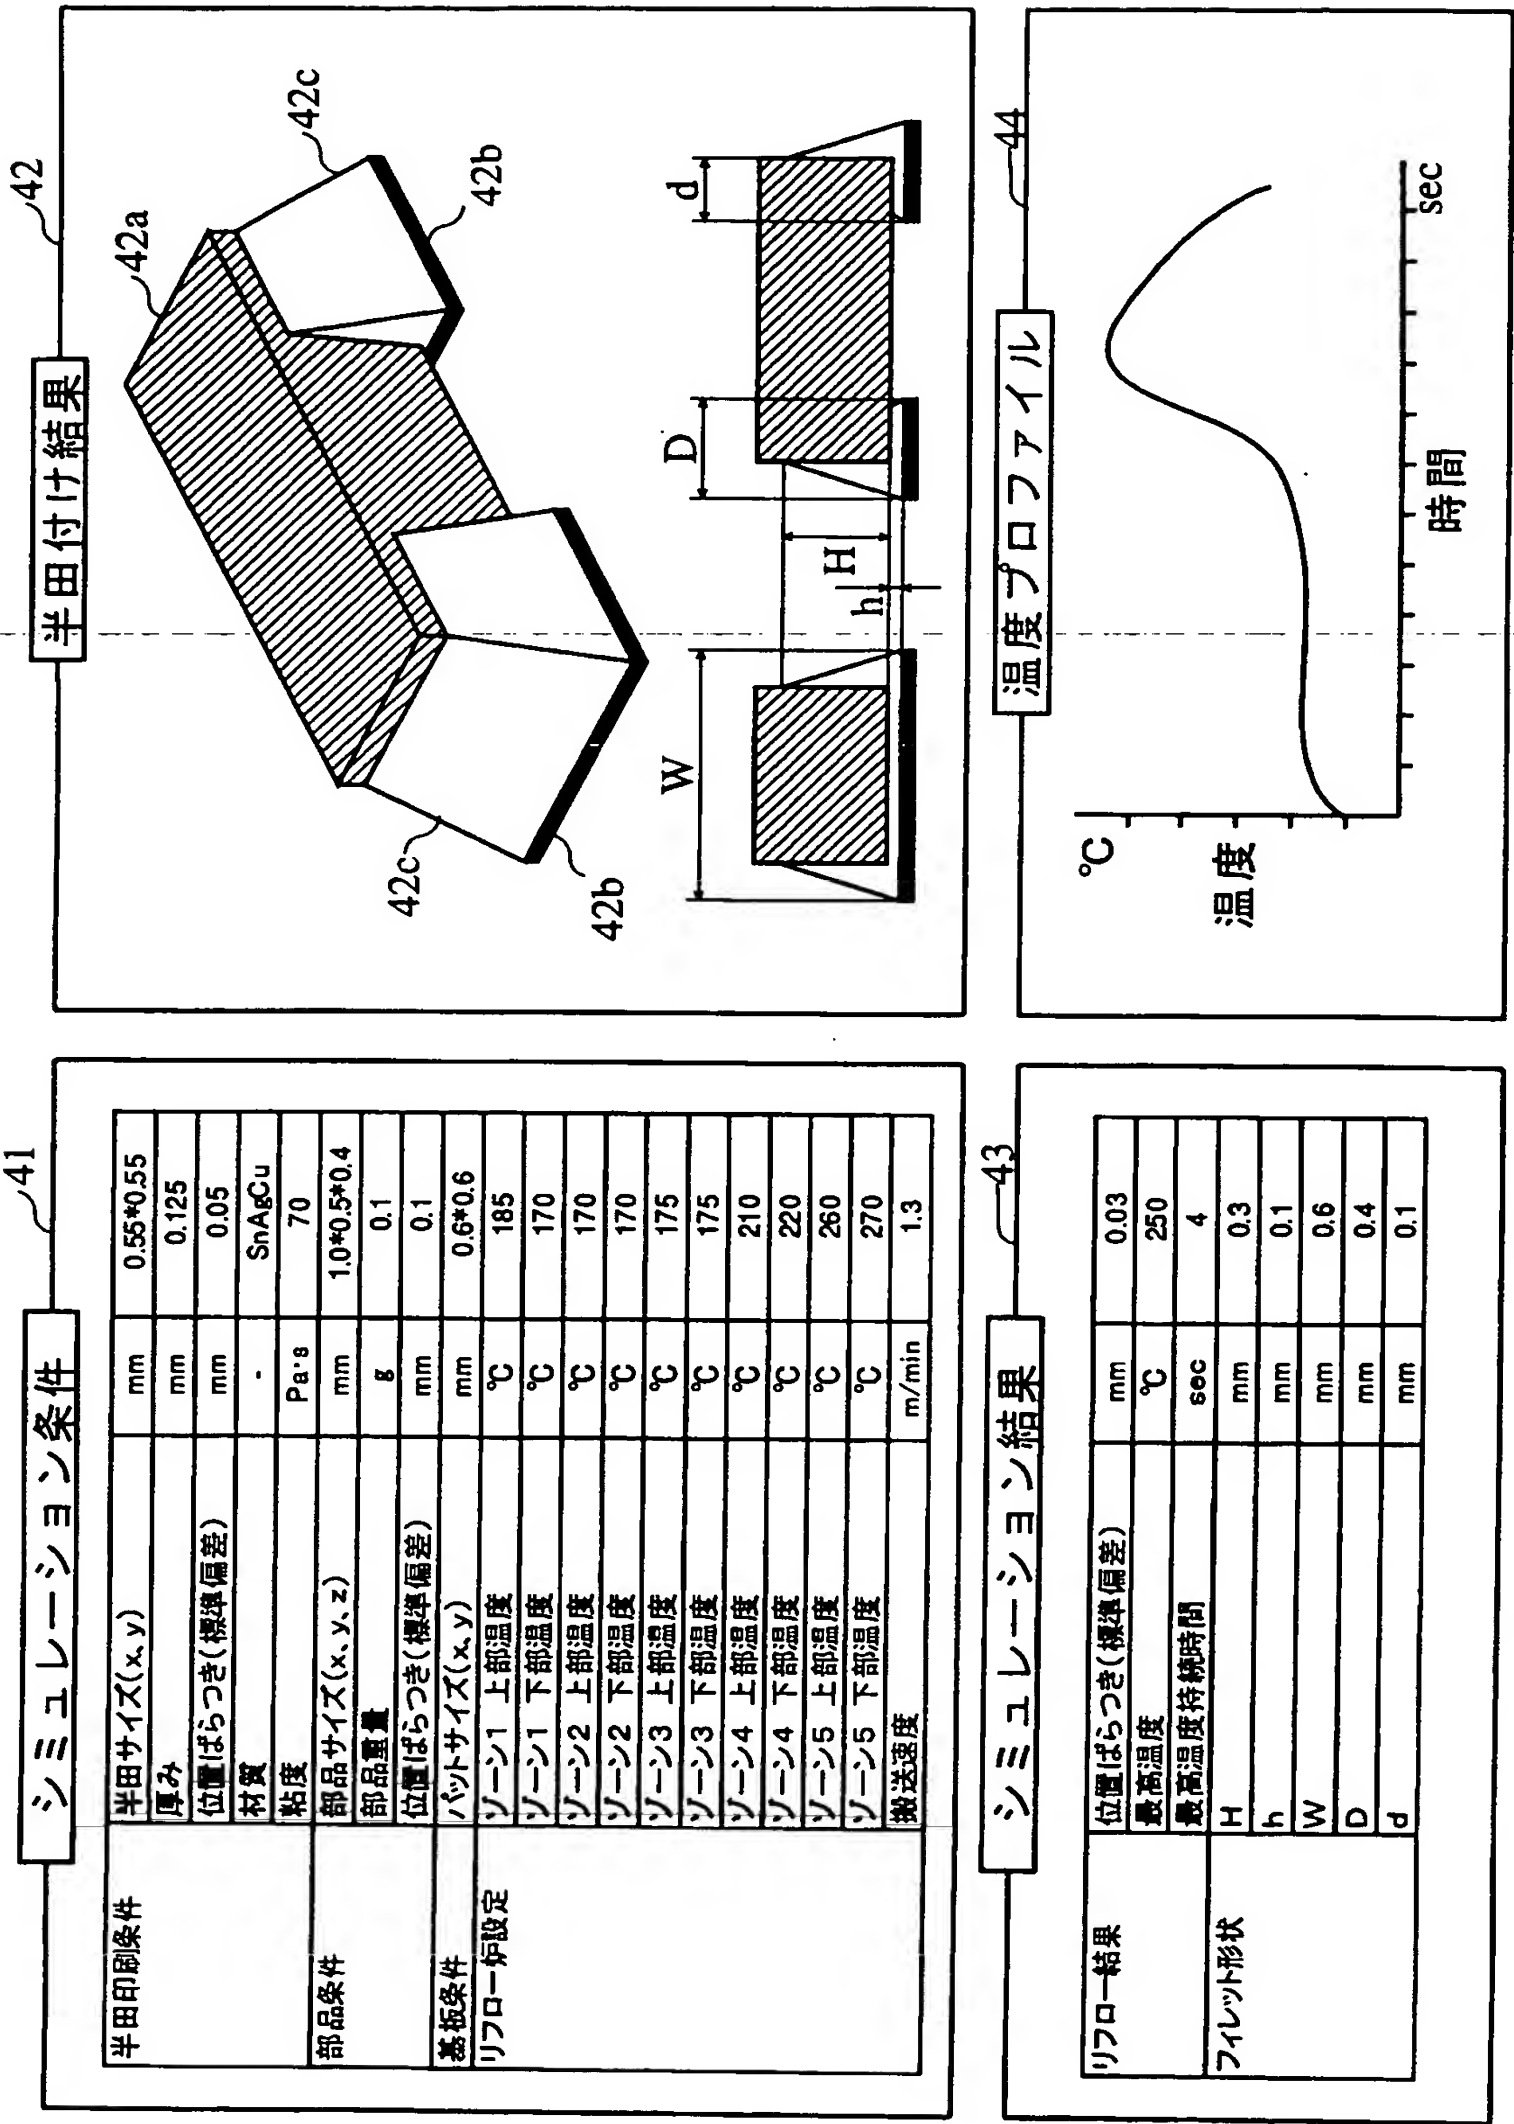 41
シミュレーション条件
半田印刷条件 半田サイズ(x、y) mm 0.55*0.55
厚み mm 0.125
位置ばらつき(標準偏差) mm 0.05
材質 - SnAgCu
粘度 Pa・s 70
部品条件 部品サイズ(x、y、z) mm 1.0*0.5*0.4
部品重量 g 0.1
位置ばらつき(標準偏差) mm 0.1
基板条件 パットサイズ(x、y) mm 0.6*0.6
リフロー炉設定 ゾーン1 上部温度 ℃ 185
ゾーン1 下部温度 ℃ 170
ゾーン2 上部温度 ℃ 170
ゾーン2 下部温度 ℃ 170
ゾーン3 上部温度 ℃ 175
ゾーン3 下部温度 ℃ 175
ゾーン4 上部温度 ℃ 210
ゾーン4 下部温度 ℃ 220
ゾーン5 上部温度 ℃ 260
ゾーン5 下部温度 ℃ 270
搬送速度 m/min 1.3
42
半田付け結果
42a
42c
42b
42c
42b
W
D
d
H
h
43
シミュレーション結果
リフロー結果 位置ばらつき(標準偏差) mm 0.03
最高温度 ℃ 250
最高温度持続時間 sec 4
フィレット形状 H mm 0.3
h mm 0.1
W mm 0.6
D mm 0.4
d mm 0.1
44
温度プロファイル
℃
温度
時間
sec